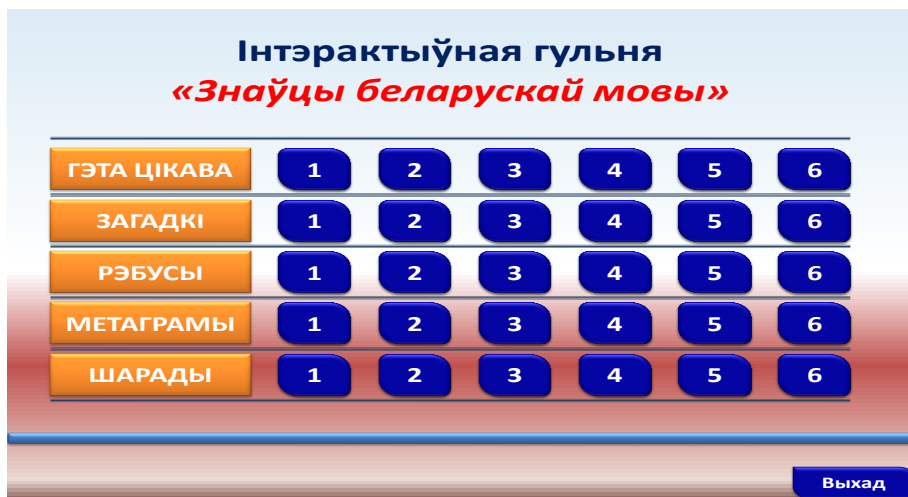 Інтэрактыўная гульня
«Знаўцы беларускай мовы»
ГЭТА ЦІКАВА 1 2 3 4 5 6
ЗАГАДКІ 1 2 3 4 5 6
РЭБУСЫ 1 2 3 4 5 6
МЕТАГРАМЫ 1 2 3 4 5 6
ШАРАДЫ 1 2 3 4 5 6
Выхад